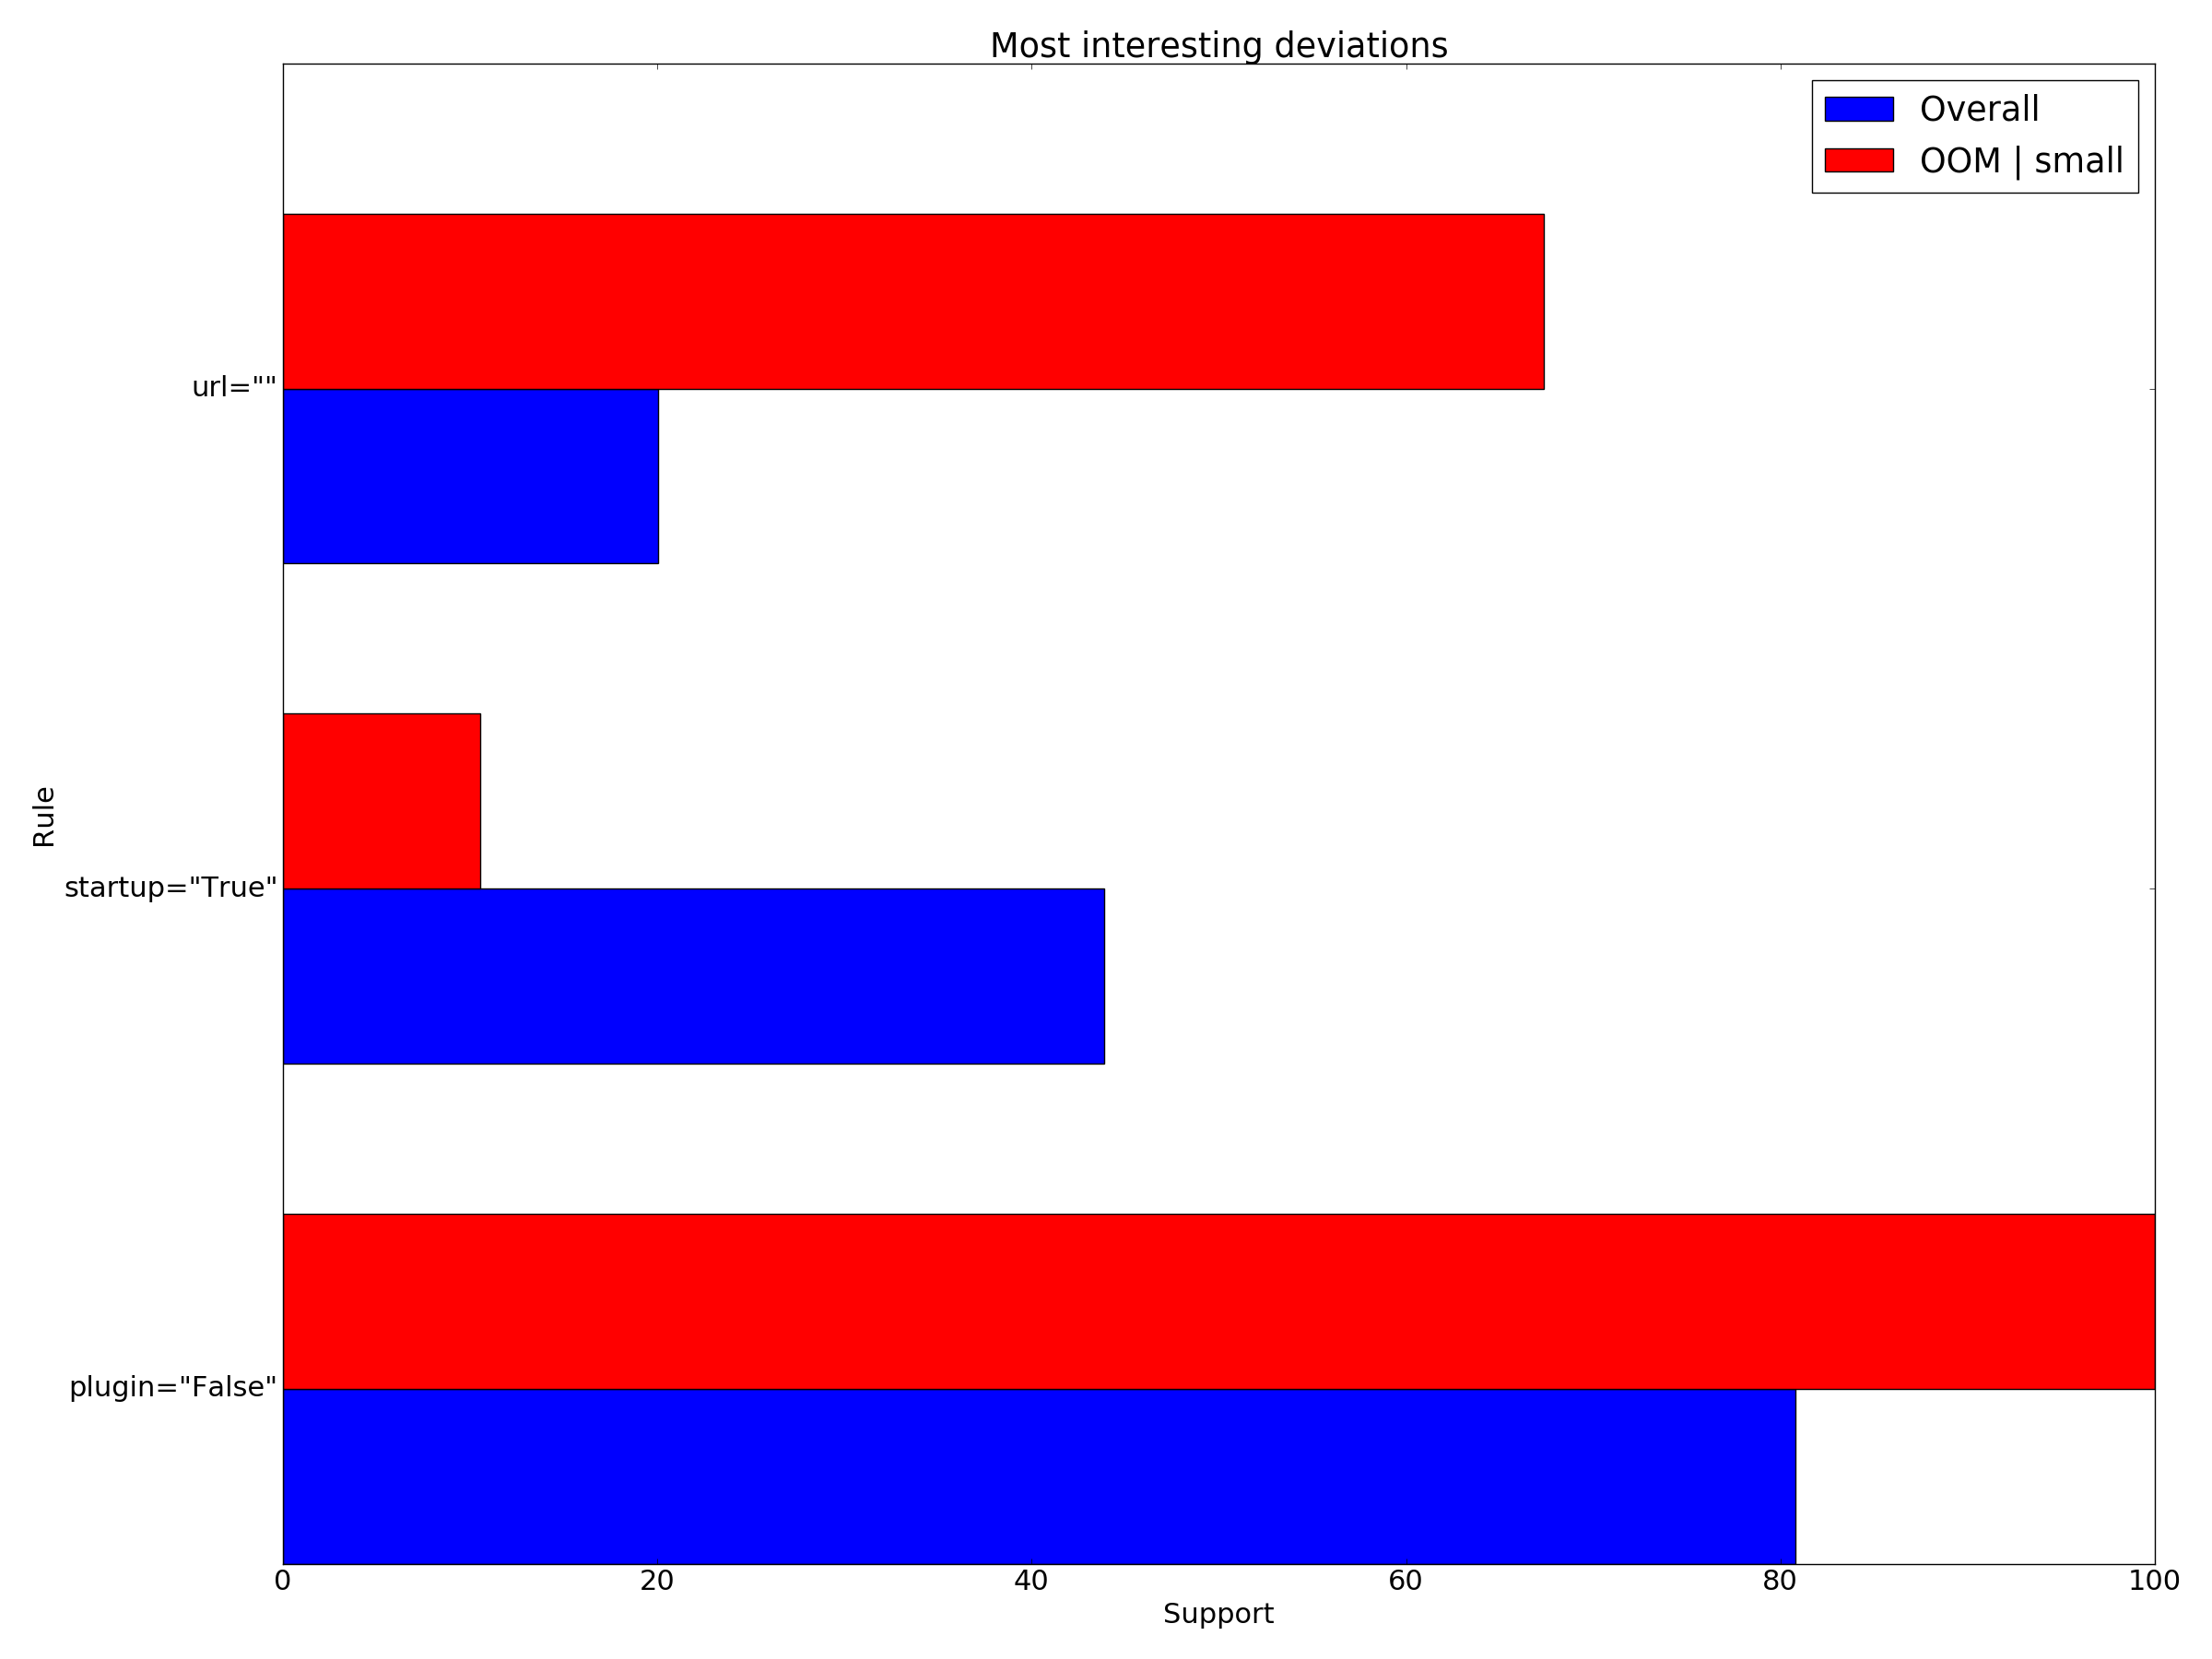 Most interesting deviations
Overall
OOM | small
url=""
startup="True"
plugin="False"
Rule
0 20 40 60 80 100
Support